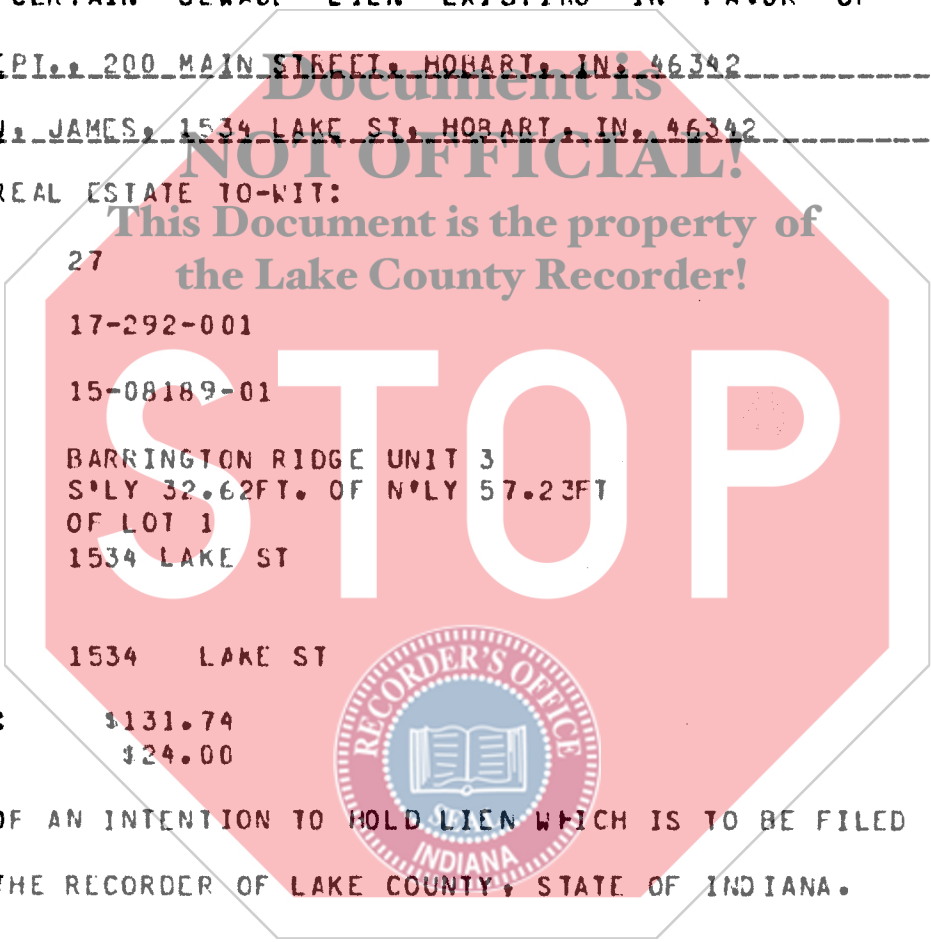 CERTAIN SEWAGE LIEN EXISTING IN FAVOR OF
EPT., 200 MAIN STREET, HOBART, IN. 46342
Document is
N, JAMES, 1534 LAKE ST, HOBART, IN. 46342
NOT OFFICIAL!
REAL ESTATE TO-WIT:
This Document is the property of
27
the Lake County Recorder!
17-292-001
STOP
15-08189-01
BARRINGTON RIDGE UNIT 3
S'LY 32.62FT. OF N'LY 57.23FT
OF LOT 1
1534 LAKE ST
1534 LAKE ST
RECORDER'S OFFICE
: $131.74
$24.00
OF AN INTENTION TO HOLD LIEN WHICH IS TO BE FILED
SEAL
INDIANA
THE RECORDER OF LAKE COUNTY, STATE OF INDIANA.